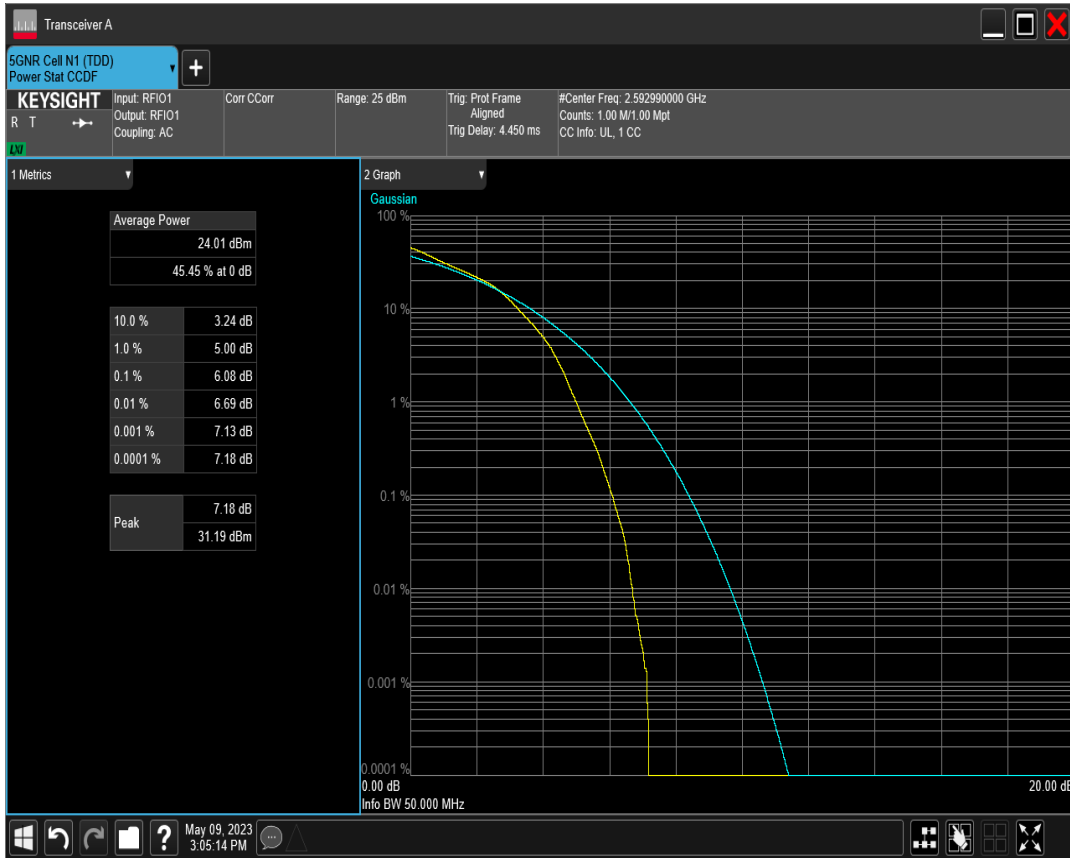 Transceiver A
5GNR Cell N1 (TDD)
Power Stat CCDF
KEYSIGHT
R T
LXI
Input: RFIO1
Output: RFIO1
Coupling: AC
Corr CCorr
Range: 25 dBm
Trig: Prot Frame
Aligned
Trig Delay: 4.450 ms
#Center Freq: 2.592990000 GHz
Counts: 1.00 M/1.00 Mpt
CC Info: UL, 1 CC
1 Metrics
Average Power
24.01 dBm
45.45 % at 0 dB
10.0 % 3.24 dB
1.0 % 5.00 dB
0.1 % 6.08 dB
0.01 % 6.69 dB
0.001 % 7.13 dB
0.0001 % 7.18 dB
Peak
7.18 dB
31.19 dBm
2 Graph
Gaussian
100 %
10 %
1 %
0.1 %
0.01 %
0.001 %
0.0001 %
0.00 dB
20.00 dB
Info BW 50.000 MHz
May 09, 2023
3:05:14 PM